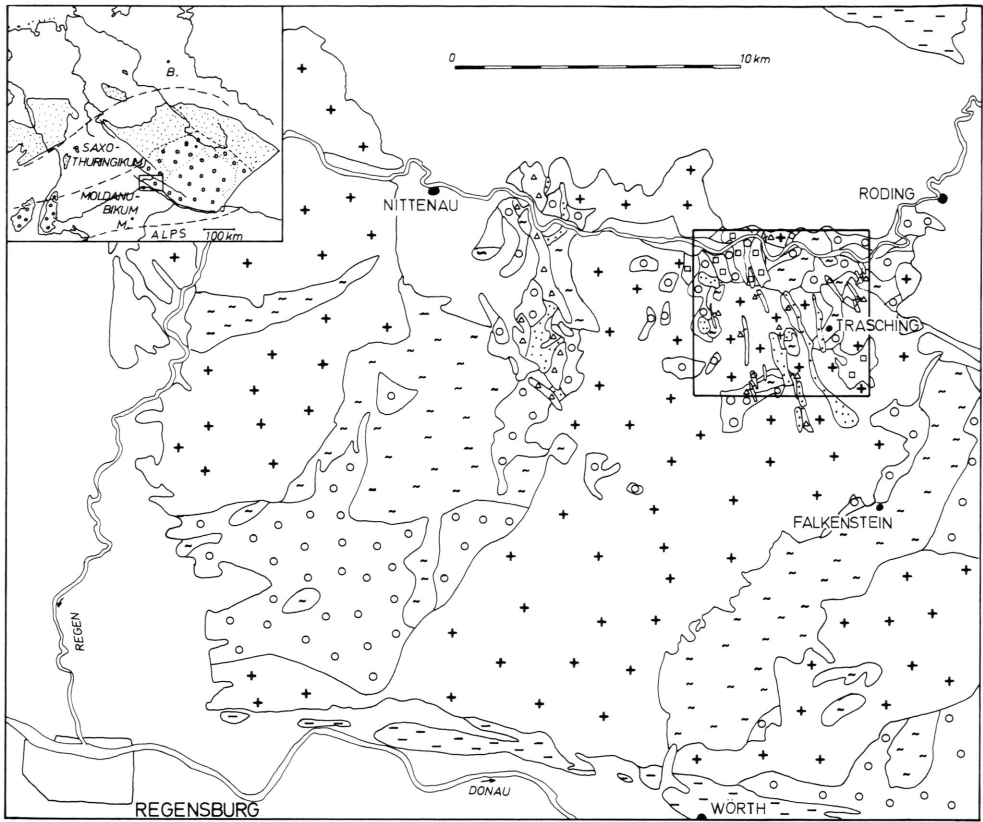 B.
SAXO-
THURINGIKUM
MOLDANU-
BIKUM
M.
ALPS
100 km
0
10 km
NITTENAU
RODING
TRASCHING
FALKENSTEIN
REGEN
DONAU
REGENSBURG
WÖRTH